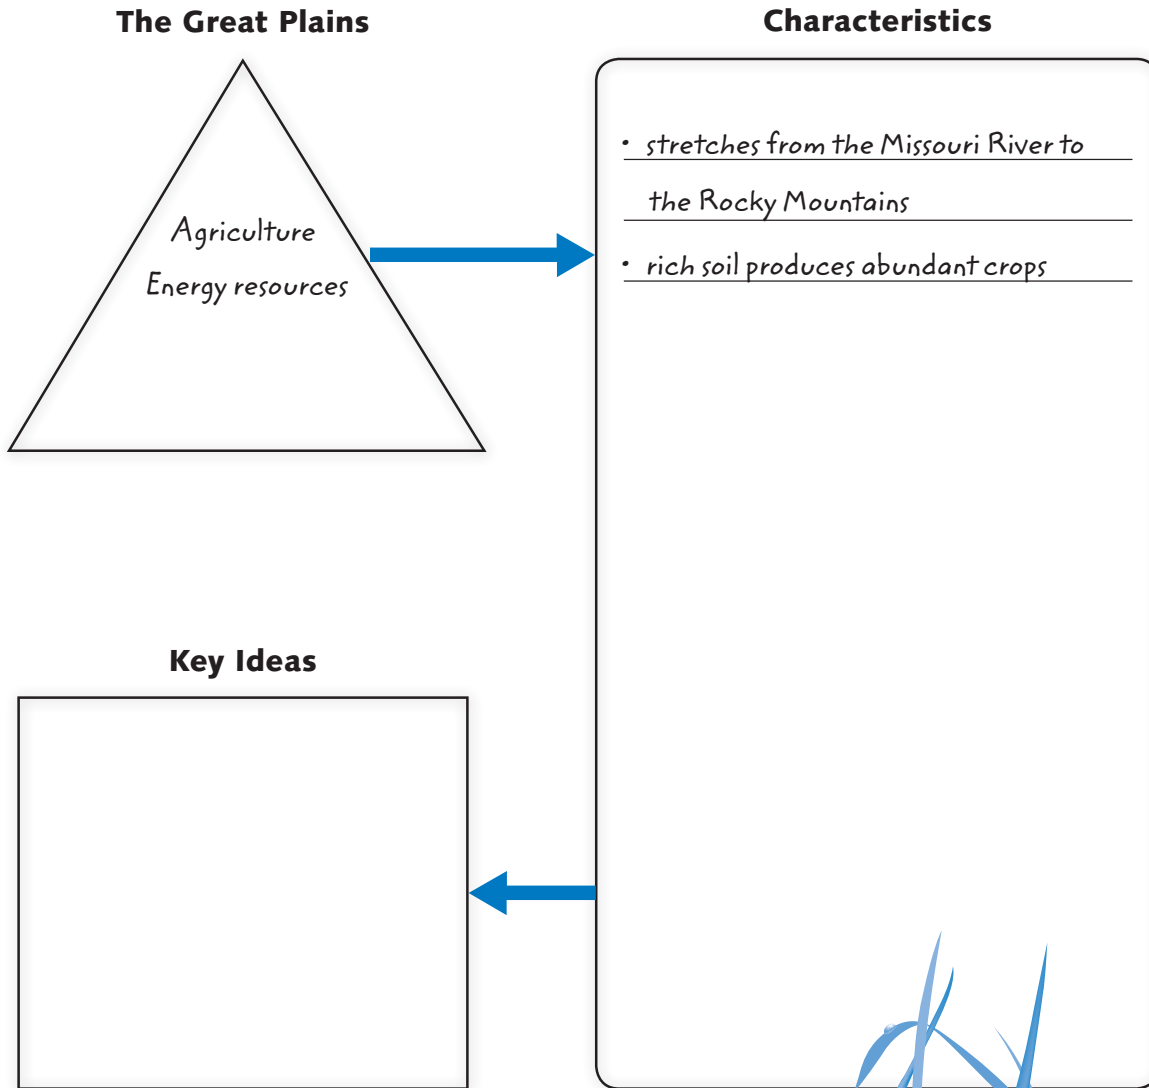 The Great Plains
Agriculture
Energy resources
Characteristics
• stretches from the Missouri River to
the Rocky Mountains
• rich soil produces abundant crops
Key Ideas